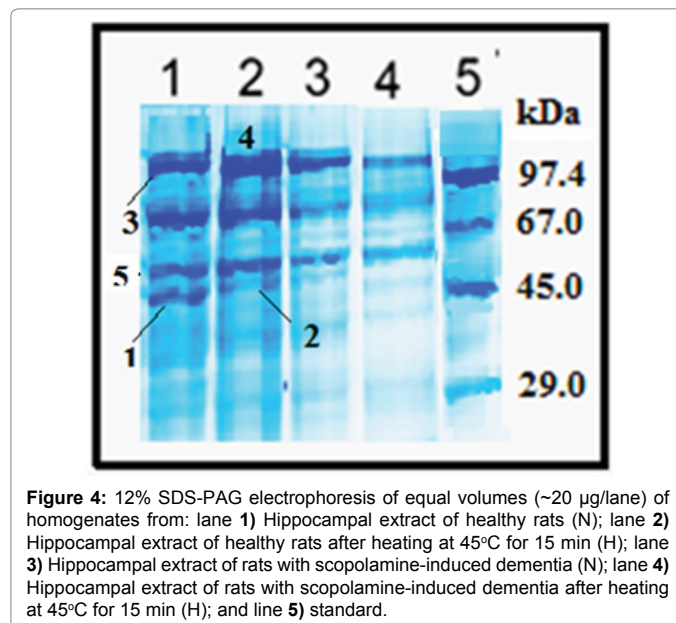 1 2 3 4 5
kDa
4
97.4
3
67.0
5
45.0
1
2
29.0
Figure 4: 12% SDS-PAG electrophoresis of equal volumes (~20 µg/lane) of
homogenates from: lane 1) Hippocampal extract of healthy rats (N); lane 2)
Hippocampal extract of healthy rats after heating at 45°C for 15 min (H); lane
3) Hippocampal extract of rats with scopolamine-induced dementia (N); lane 4)
Hippocampal extract of rats with scopolamine-induced dementia after heating
at 45°C for 15 min (H); and line 5) standard.